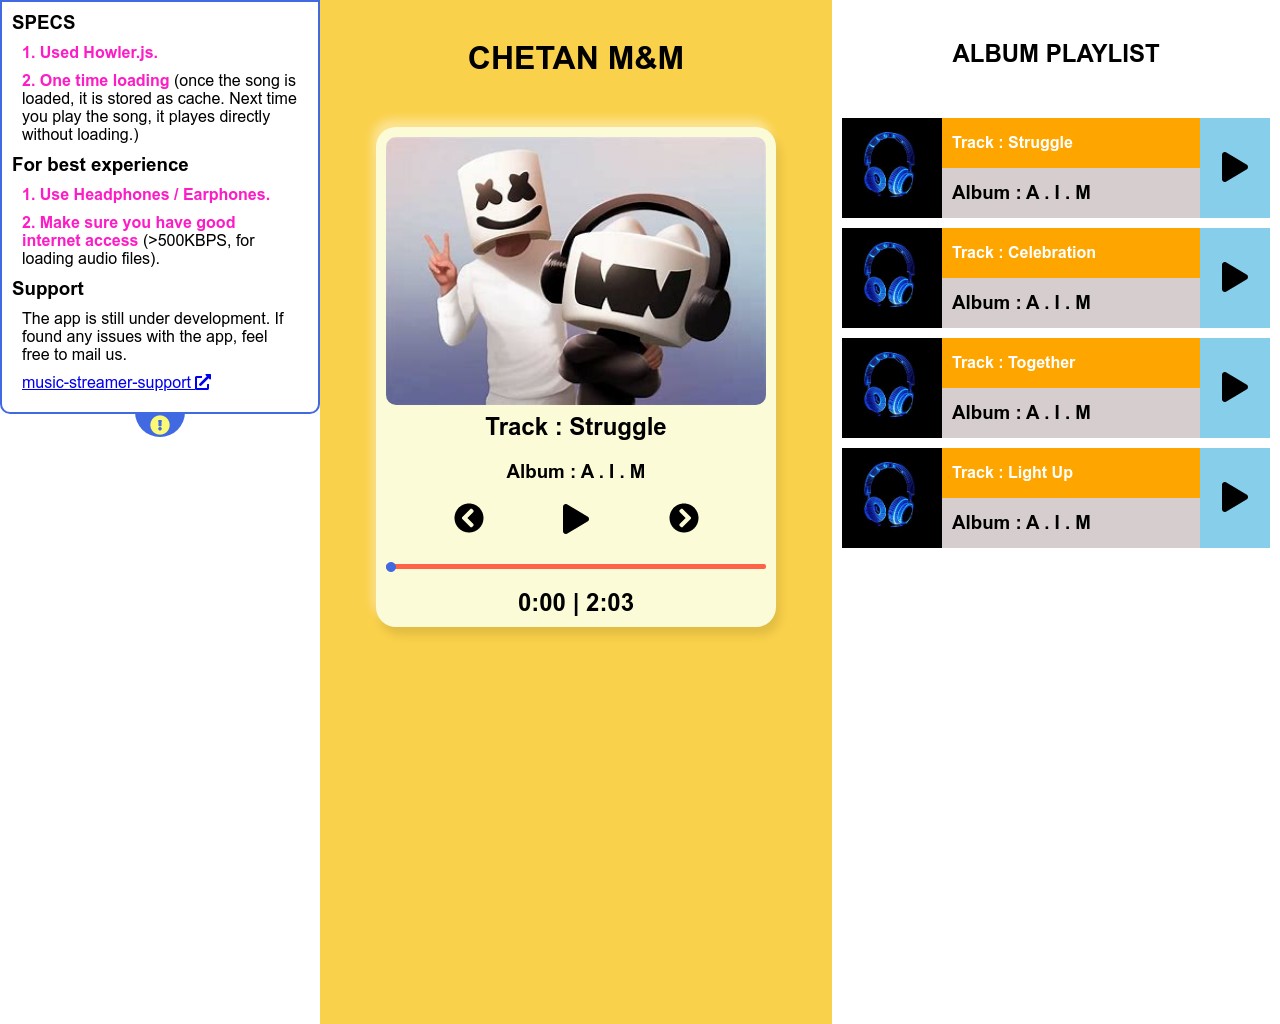 SPECS
1. Used Howler.js.
2. One time loading (once the song is
loaded, it is stored as cache. Next time
you play the song, it playes directly
without loading.)
For best experience
1. Use Headphones / Earphones.
2. Make sure you have good
internet access (>500KBPS, for
loading audio files).
Support
The app is still under development. If
found any issues with the app, feel
free to mail us.
music-streamer-support
CHETAN M&M
Track : Struggle
Album : A . I . M
0:00 | 2:03
ALBUM PLAYLIST
Track : Struggle
Album : A . I . M
Track : Celebration
Album : A . I . M
Track : Together
Album : A . I . M
Track : Light Up
Album : A . I . M